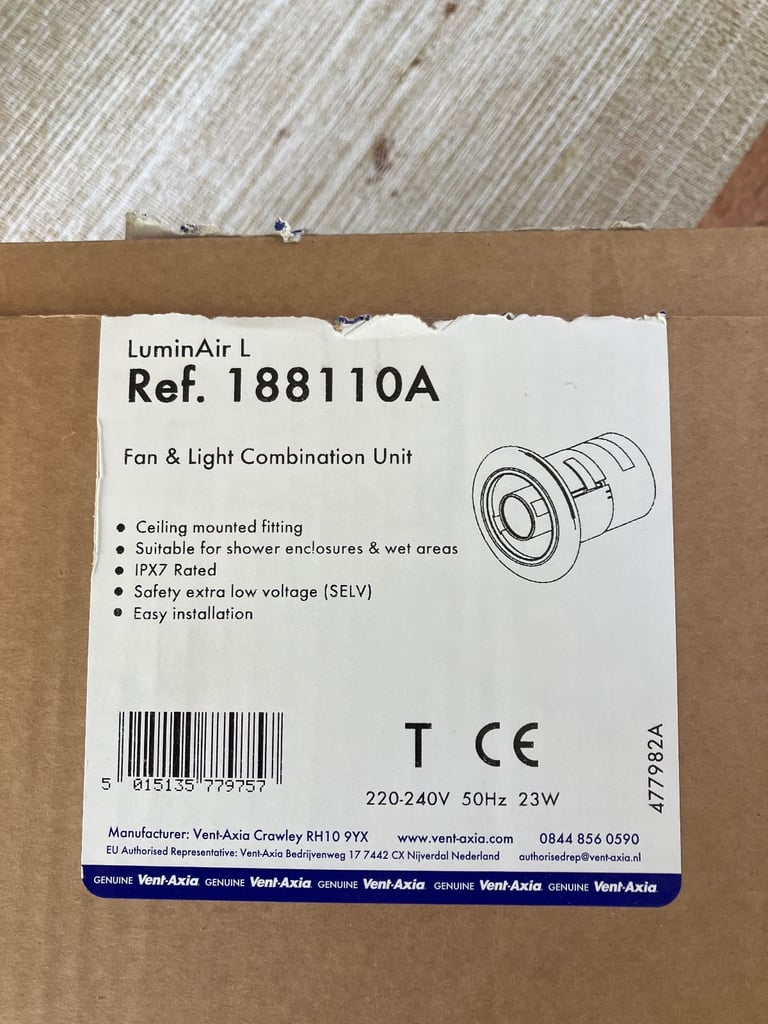 LuminAir L
Ref. 188110A
Fan & Light Combination Unit
● Ceiling mounted fitting
● Suitable for shower enclosures & wet areas
● IPX7 Rated
● Safety extra low voltage (SELV)
● Easy installation
5 015135 779757
T CE
220-240V 50Hz 23W
477982A
Manufacturer: Vent-Axia Crawley RH10 9YX www.vent-axia.com 0844 856 0590
EU Authorised Representative: Vent-Axia Bedrijvenweg 17 7442 CX Nijverdal Nederland authorisedrep@vent-axia.nl
GENUINE Vent-Axia. GENUINE Vent-Axia. GENUINE Vent-Axia. GENUINE Vent-Axia. GENUINE Vent-Axia.